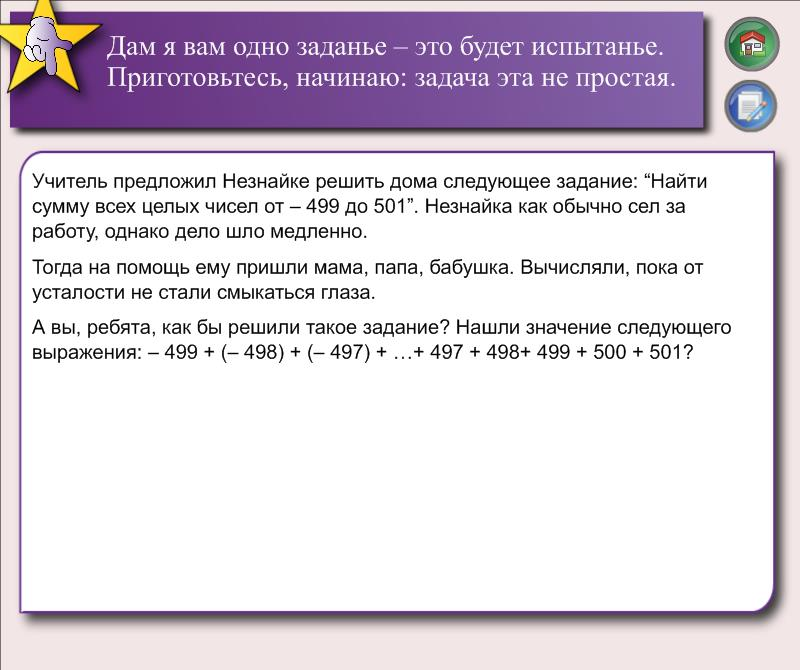 Дам я вам одно заданье – это будет испытанье.
Приготовьтесь, начинаю: задача эта не простая.
Учитель предложил Незнайке решить дома следующее задание: “Найти
сумму всех целых чисел от – 499 до 501”. Незнайка как обычно сел за
работу, однако дело шло медленно.
Тогда на помощь ему пришли мама, папа, бабушка. Вычисляли, пока от
усталости не стали смыкаться глаза.
А вы, ребята, как бы решили такое задание? Нашли значение следующего
выражения: – 499 + (– 498) + (– 497) + …+ 497 + 498+ 499 + 500 + 501?